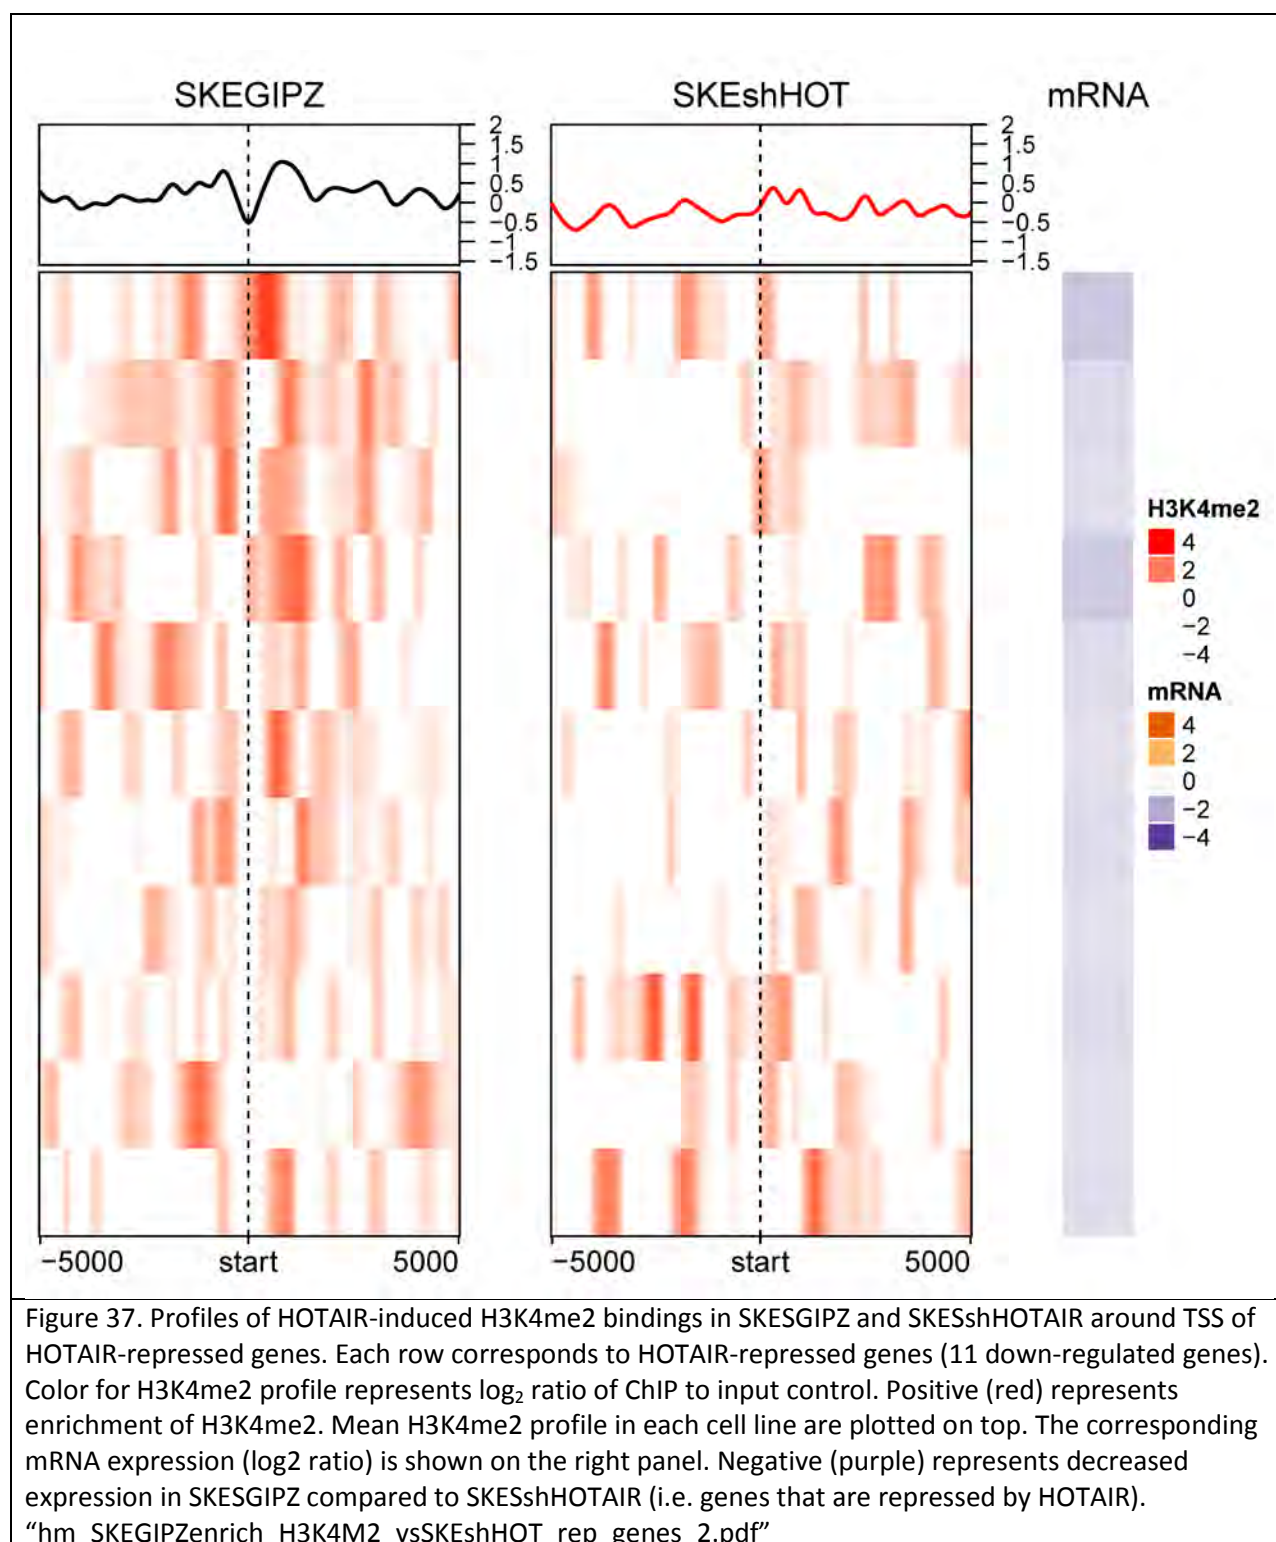 SKEGIPZ SKEshHOT mRNA
2
1.5
1
0.5
0
−0.5
−1
−1.5
2
1.5
1
0.5
0
−0.5
−1
−1.5
H3K4me2
4
2
0
−2
−4
mRNA
4
2
0
−2
−4
−5000 start 5000 −5000 start 5000
Figure 37. Profiles of HOTAIR-induced H3K4me2 bindings in SKESGIPZ and SKESshHOTAIR around TSS of
HOTAIR-repressed genes. Each row corresponds to HOTAIR-repressed genes (11 down-regulated genes).
Color for H3K4me2 profile represents log2 ratio of ChIP to input control. Positive (red) represents
enrichment of H3K4me2. Mean H3K4me2 profile in each cell line are plotted on top. The corresponding
mRNA expression (log2 ratio) is shown on the right panel. Negative (purple) represents decreased
expression in SKESGIPZ compared to SKESshHOTAIR (i.e. genes that are repressed by HOTAIR).
“hm_SKEGIPZenrich_H3K4M2_vsSKEshHOT_rep_genes_2.pdf”